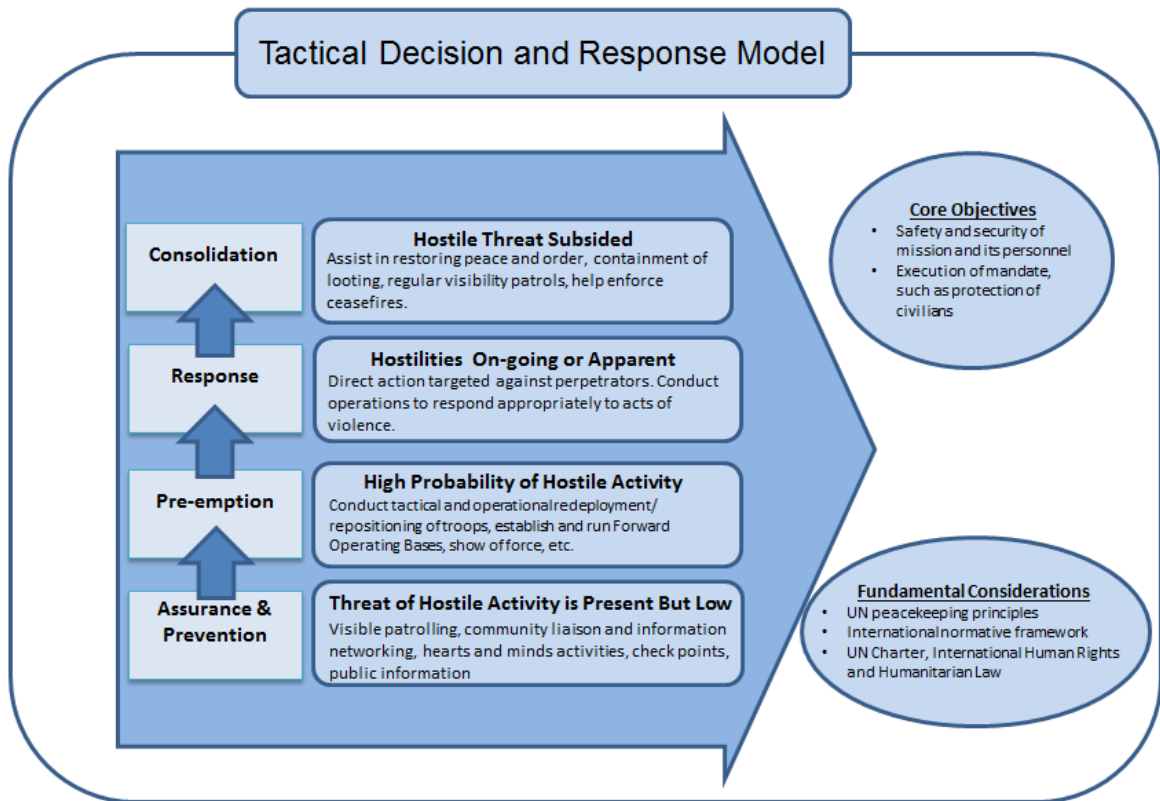 Tactical Decision and Response Model
Consolidation
Hostile Threat Subsided
Assist in restoring peace and order, containment of
looting, regular visibility patrols, help enforce
ceasefires.
Response
Hostilities On-going or Apparent
Direct action targeted against perpetrators. Conduct
operations to respond appropriately to acts of
violence.
Pre-emption
High Probability of Hostile Activity
Conduct tactical and operational redeployment/
repositioning of troops, establish and run Forward
Operating Bases, show of force, etc.
Assurance &
Prevention
Threat of Hostile Activity is Present But Low
Visible patrolling, community liaison and information
networking, hearts and minds activities, check points,
public information
Core Objectives
• Safety and security of
mission and its personnel
• Execution of mandate,
such as protection of
civilians
Fundamental Considerations
• UN peacekeeping principles
• International normative framework
• UN Charter, International Human Rights
and Humanitarian Law